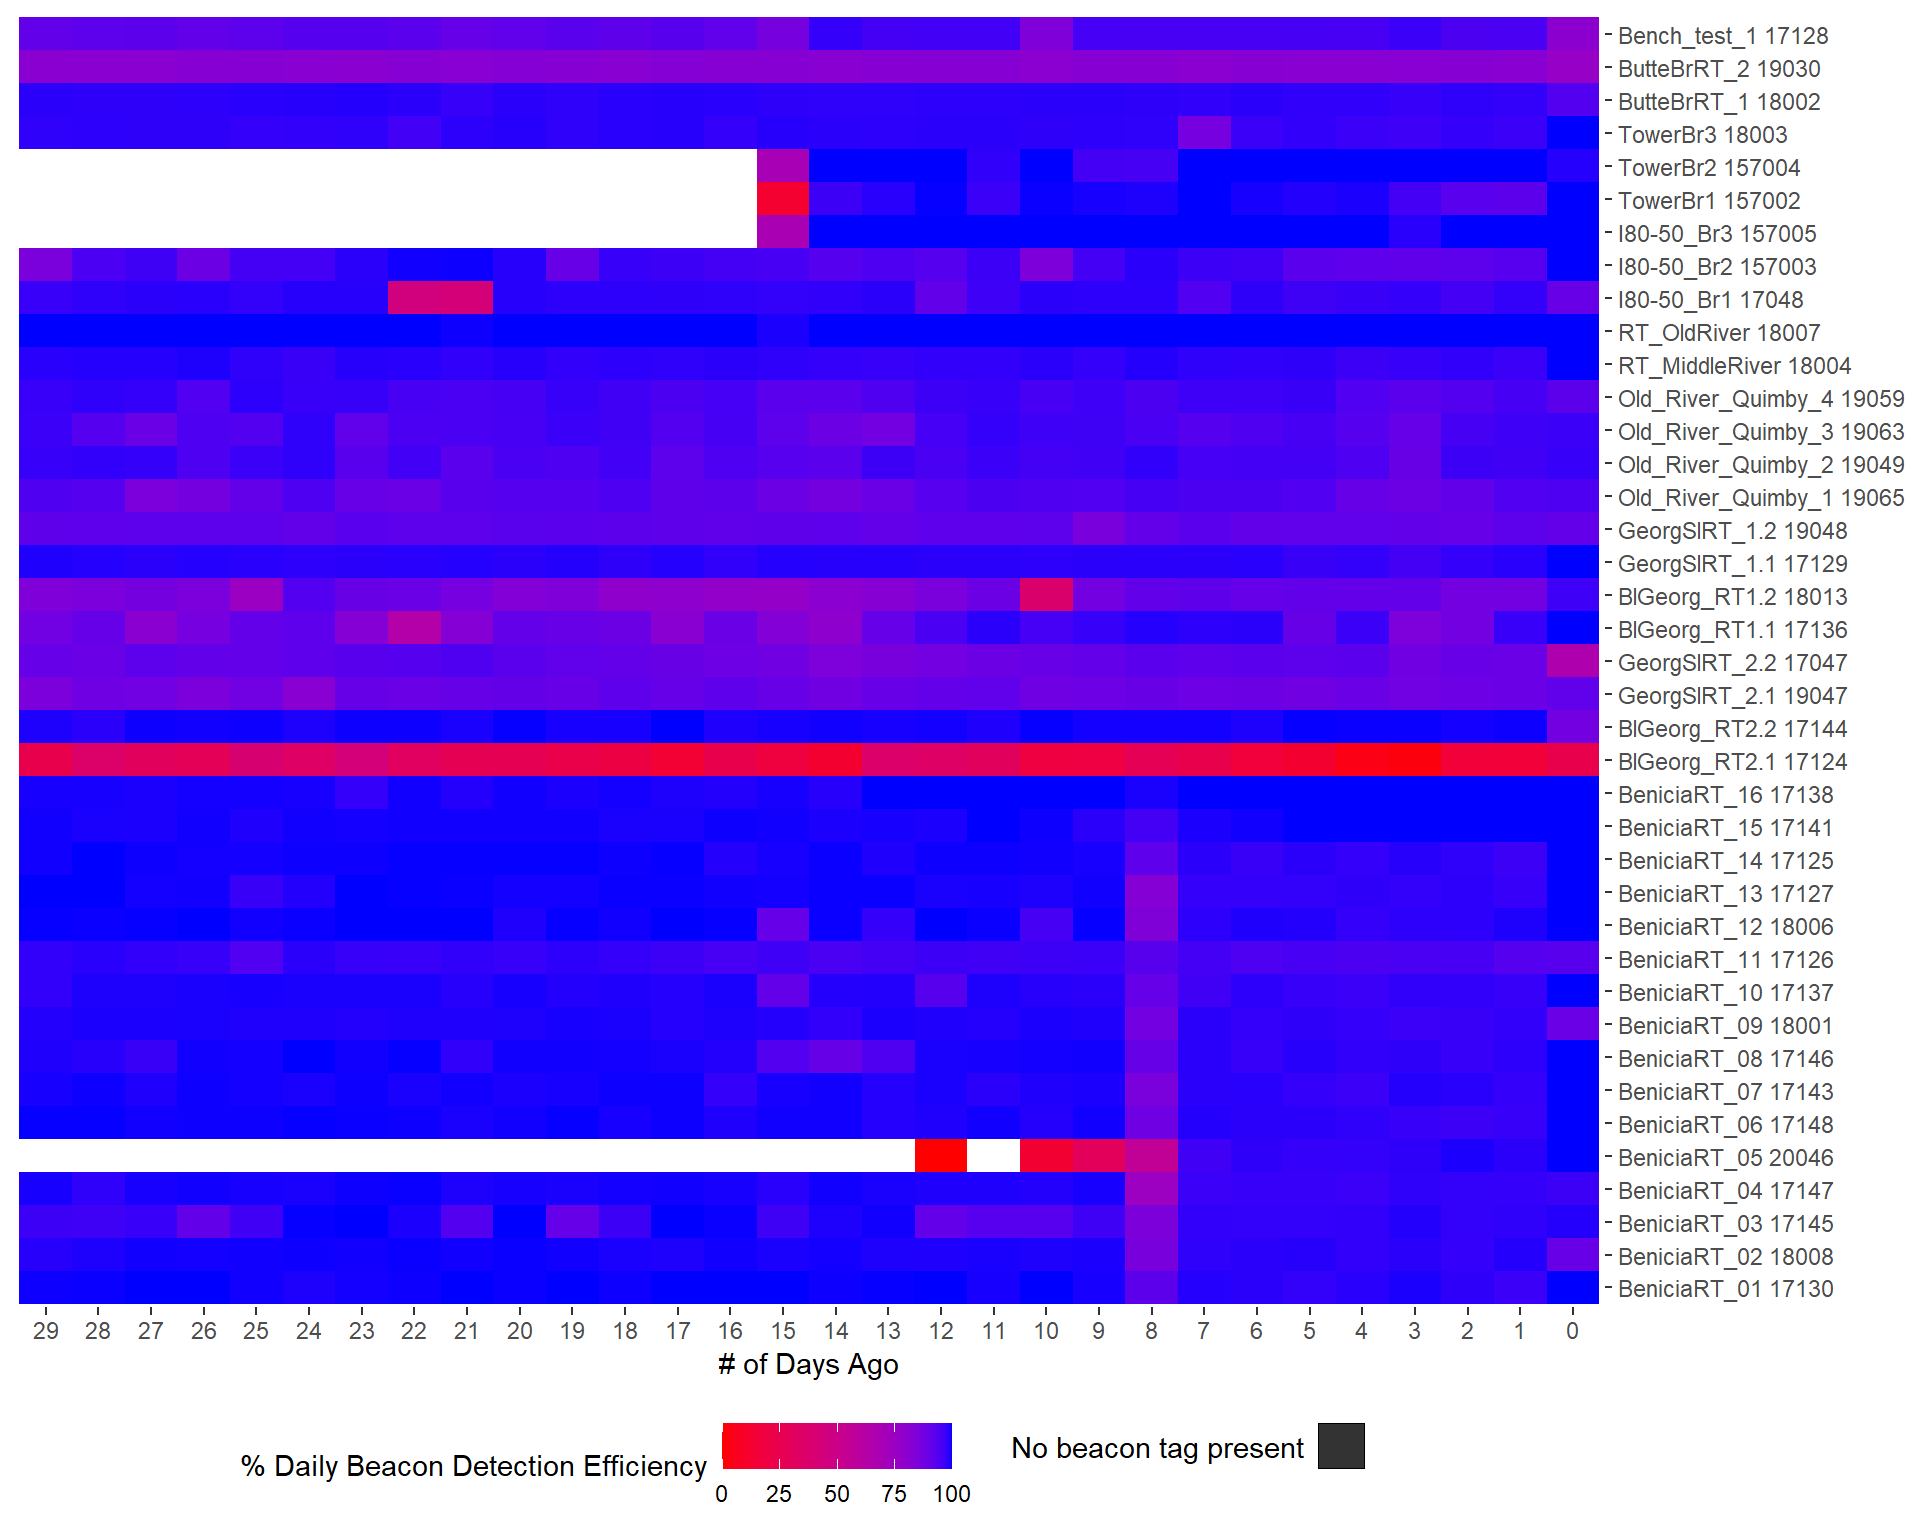 Bench_test_1 17128
ButteBrRT_2 19030
ButteBrRT_1 18002
TowerBr3 18003
TowerBr2 157004
TowerBr1 157002
I80-50_Br3 157005
I80-50_Br2 157003
I80-50_Br1 17048
RT_OldRiver 18007
RT_MiddleRiver 18004
Old_River_Quimby_4 19059
Old_River_Quimby_3 19063
Old_River_Quimby_2 19049
Old_River_Quimby_1 19065
GeorgSlRT_1.2 19048
GeorgSlRT_1.1 17129
BlGeorg_RT1.2 18013
BlGeorg_RT1.1 17136
GeorgSlRT_2.2 17047
GeorgSlRT_2.1 19047
BlGeorg_RT2.2 17144
BlGeorg_RT2.1 17124
BeniciaRT_16 17138
BeniciaRT_15 17141
BeniciaRT_14 17125
BeniciaRT_13 17127
BeniciaRT_12 18006
BeniciaRT_11 17126
BeniciaRT_10 17137
BeniciaRT_09 18001
BeniciaRT_08 17146
BeniciaRT_07 17143
BeniciaRT_06 17148
BeniciaRT_05 20046
BeniciaRT_04 17147
BeniciaRT_03 17145
BeniciaRT_02 18008
BeniciaRT_01 17130
29 28 27 26 25 24 23 22 21 20 19 18 17 16 15 14 13 12 11 10 9 8 7 6 5 4 3 2 1 0
# of Days Ago
% Daily Beacon Detection Efficiency
0 25 50 75 100
No beacon tag present